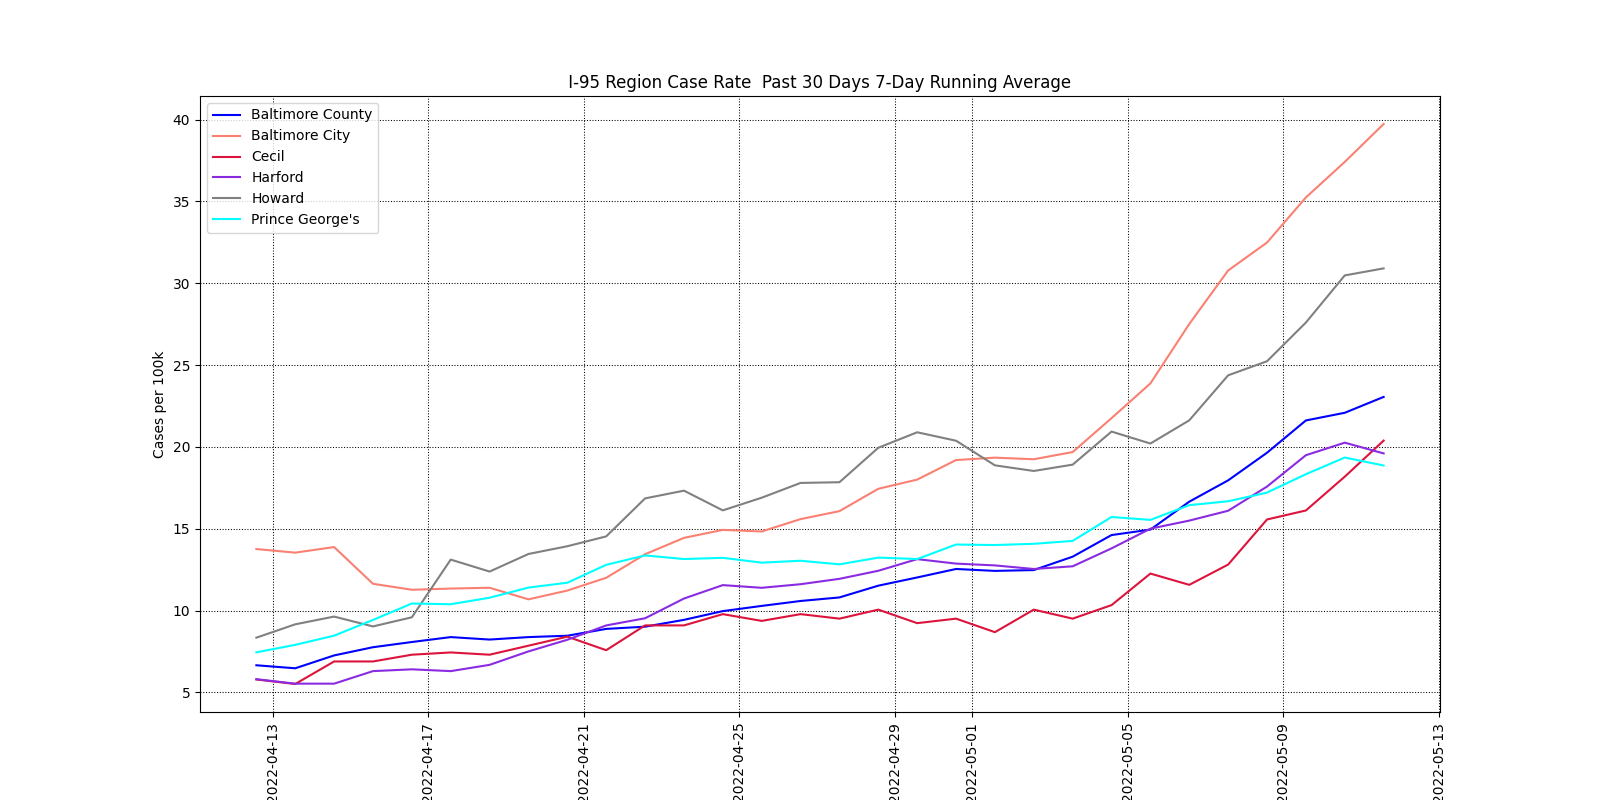 I-95 Region Case Rate  Past 30 Days 7-Day Running Average
Baltimore County
Baltimore City
Cecil
Harford
Howard
Prince George's
Cases per 100k
40
35
30
25
20
15
10
5
2022-04-13
2022-04-17
2022-04-21
2022-04-25
2022-04-29
2022-05-01
2022-05-05
2022-05-09
2022-05-13